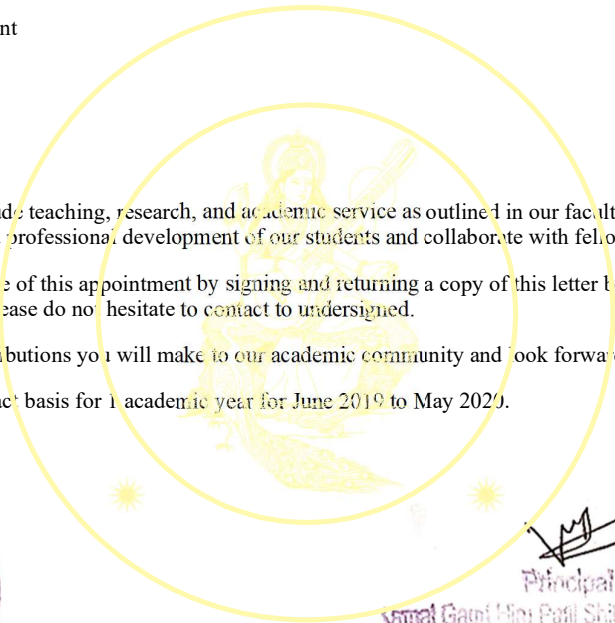 nt
ude teaching, research, and academic service as outlined in our facult
professional development of our students and collaborate with fello
e of this appointment by signing and returning a copy of this letter b
ease do not hesitate to contact to undersigned.
butions you will make to our academic community and look forwa
act basis for 1 academic year for June 2019 to May 2020.
Principal
Gami Patil